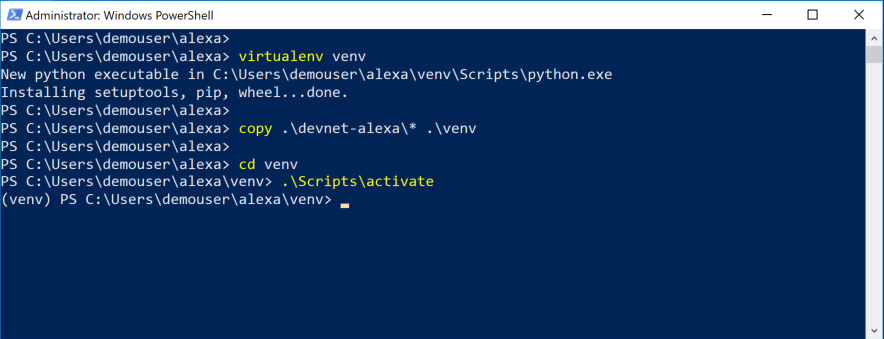 Administrator: Windows PowerShell
PS C:\Users\demouser\alexa>
PS C:\Users\demouser\alexa> virtualenv venv
New python executable in C:\Users\demouser\alexa\venv\Scripts\python.exe
Installing setuptools, pip, wheel...done.
PS C:\Users\demouser\alexa>
PS C:\Users\demouser\alexa> copy .\devnet-alexa\* .\venv
PS C:\Users\demouser\alexa>
PS C:\Users\demouser\alexa> cd venv
PS C:\Users\demouser\alexa\venv> .\Scripts\activate
(venv) PS C:\Users\demouser\alexa\venv>